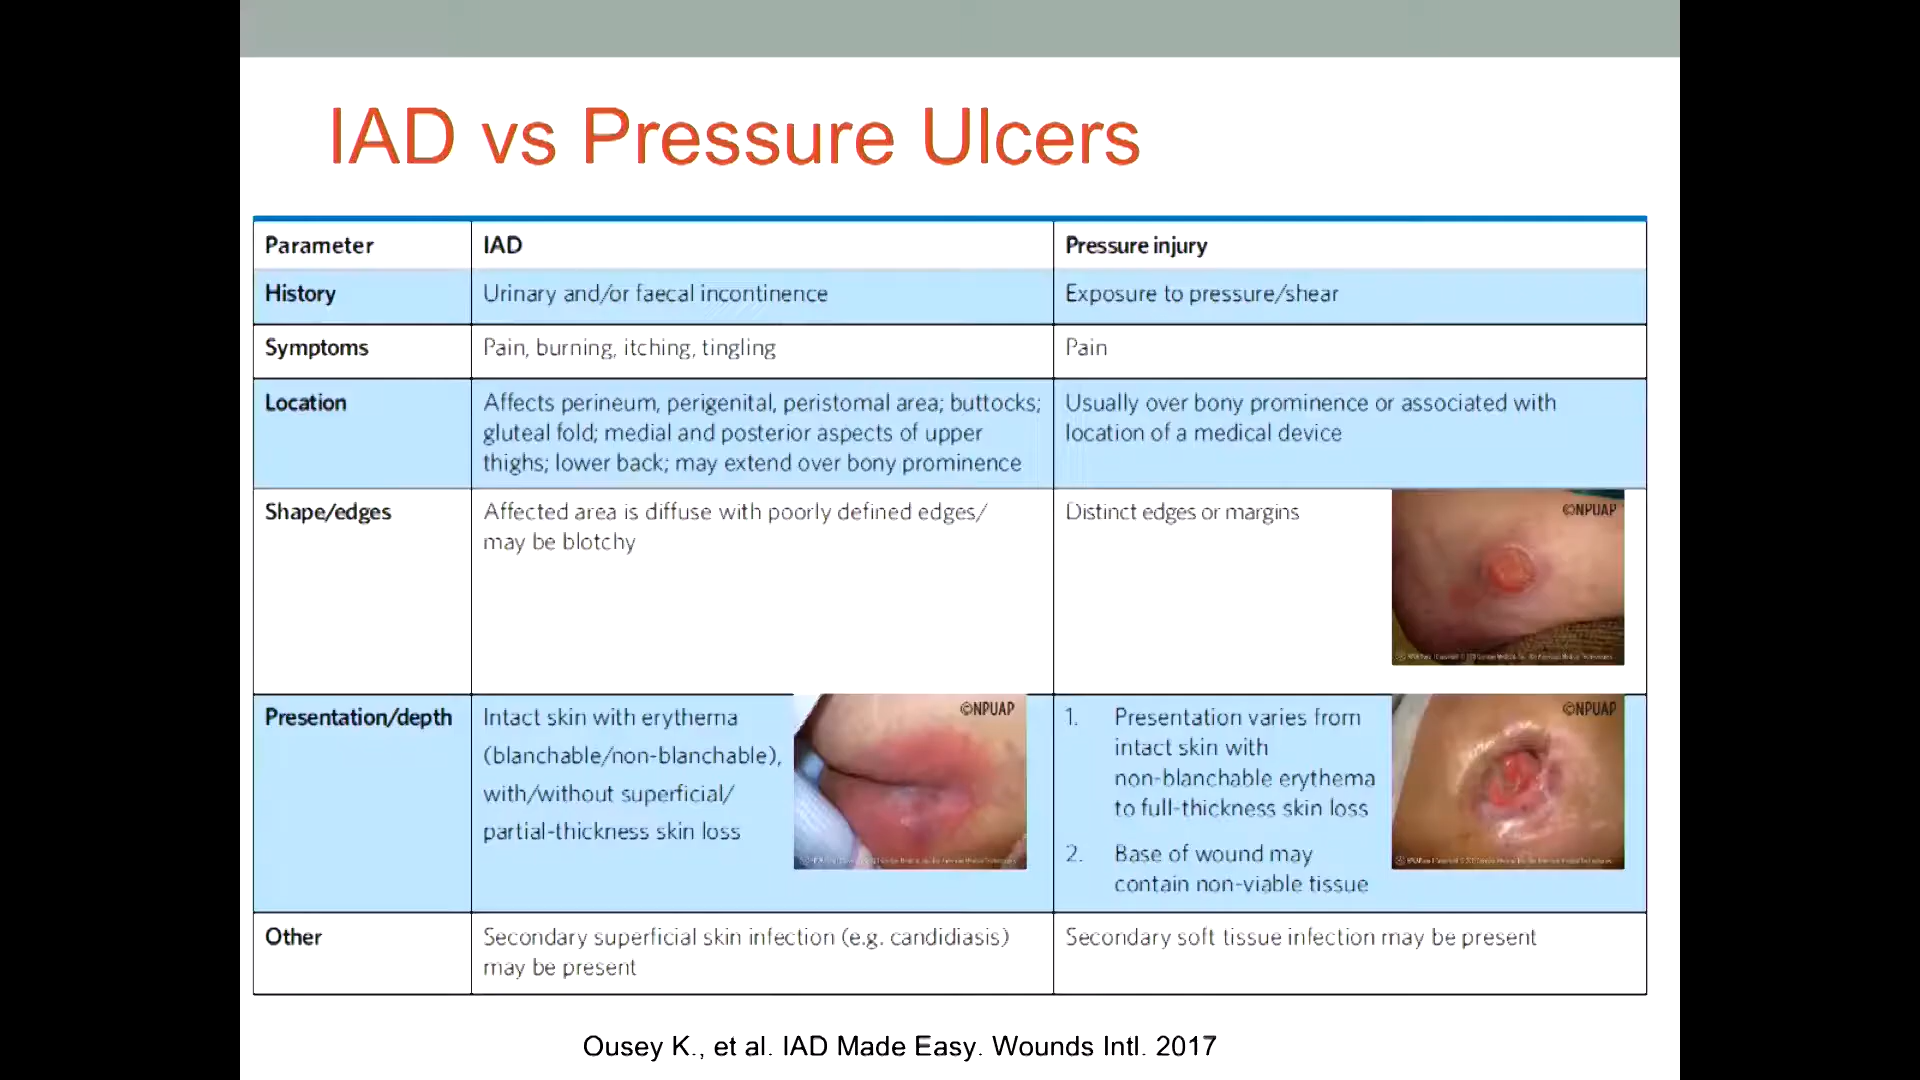 IAD vs Pressure Ulcers
Parameter
IAD
Pressure injury
History
Urinary and/or faecal incontinence
Exposure to pressure/shear
Symptoms
Pain, burning, itching, tingling
Pain
Location
Affects perineum, perigenital, peristomal area; buttocks;
gluteal fold; medial and posterior aspects of upper
thighs; lower back; may extend over bony prominence
Usually over bony prominence or associated with
location of a medical device
Shape/edges
Affected area is diffuse with poorly defined edges/
may be blotchy
Distinct edges or margins
©NPUAP
Presentation/depth
Intact skin with erythema
(blanchable/non-blanchable),
with/without superficial/
partial-thickness skin loss
©NPUAP
1. Presentation varies from
intact skin with
non-blanchable erythema
to full-thickness skin loss
2. Base of wound may
contain non-viable tissue
©NPUAP
Other
Secondary superficial skin infection (e.g. candidiasis)
may be present
Secondary soft tissue infection may be present
Ousey K., et al. IAD Made Easy. Wounds Intl. 2017